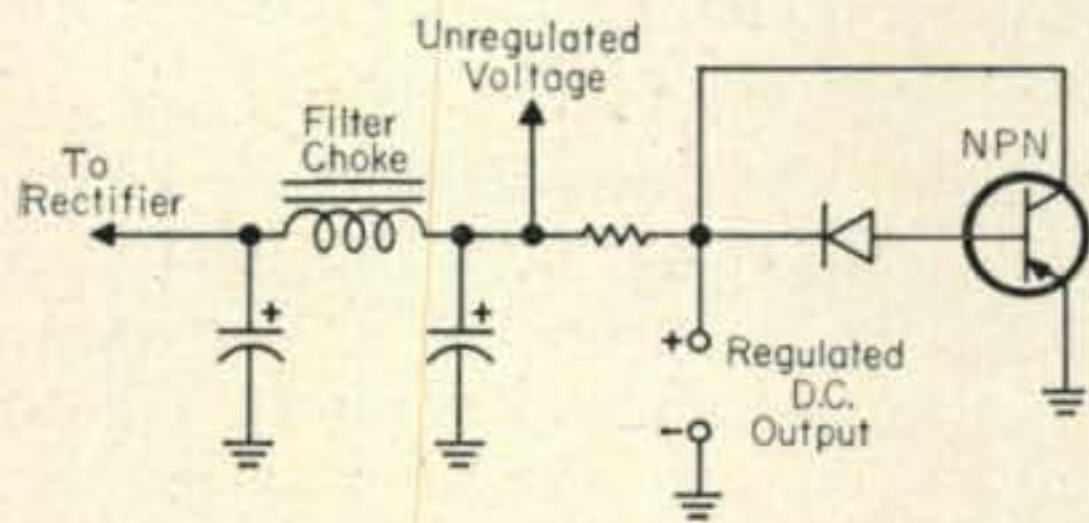 Unregulated
Voltage
Filter
Choke
To
Rectifier
NPN
+
+
+
Regulated
D.C.
Output
-